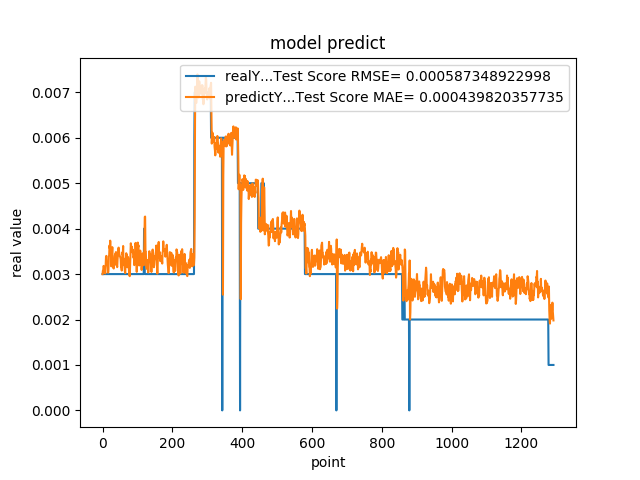 model predict
realY...Test Score RMSE= 0.000587348922998
predictY...Test Score MAE= 0.000439820357735
real value
0.007
0.006
0.005
0.004
0.003
0.002
0.001
0.000
0 200 400 600 800 1000 1200
point